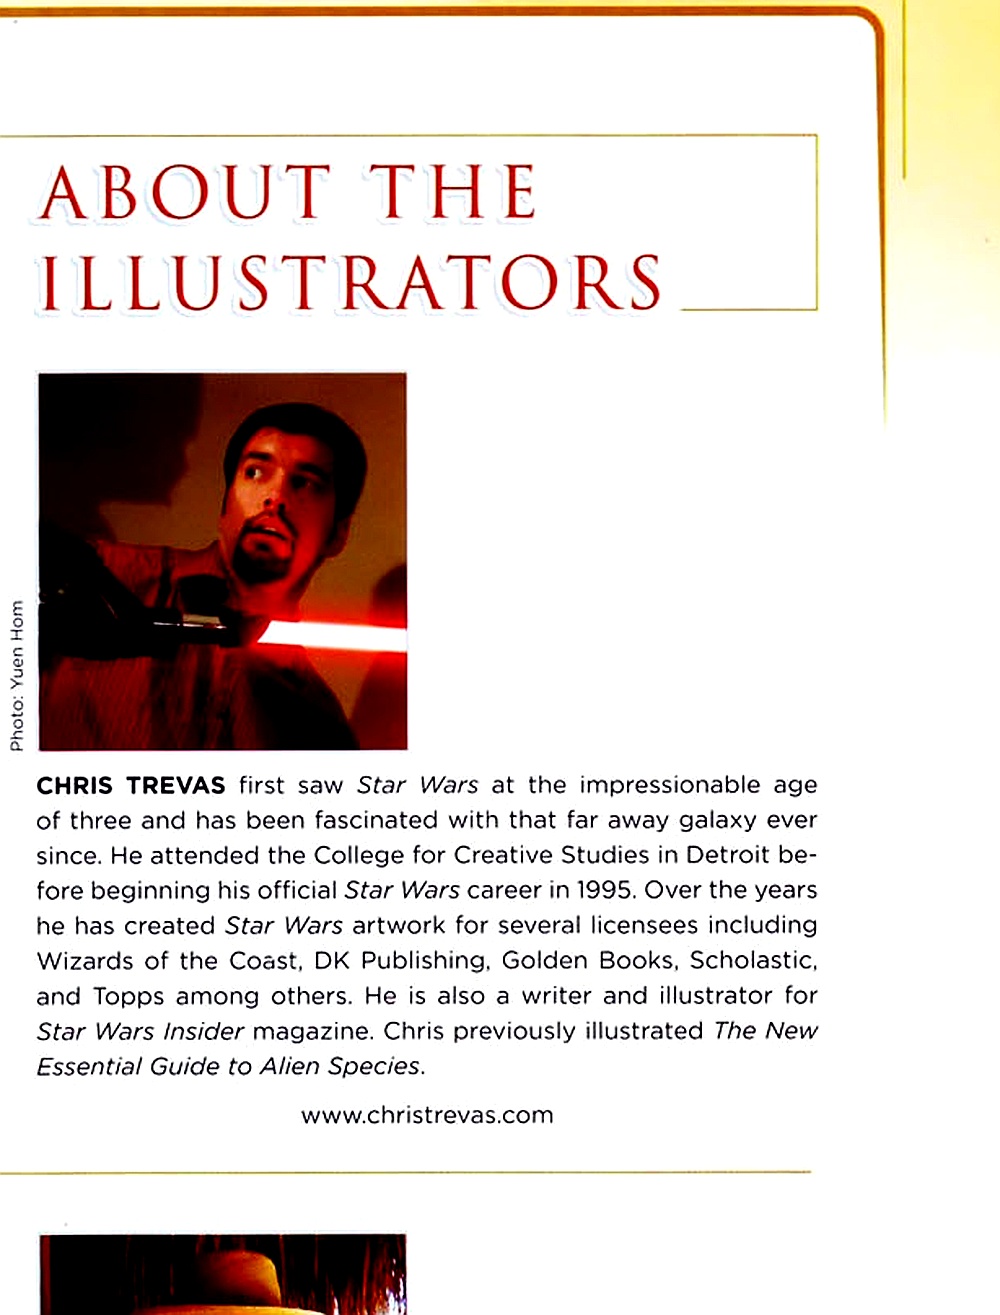 ABOUT THE
ILLUSTRATORS
Photo: Yuen Hom
CHRIS TREVAS first saw Star Wars at the impressionable age
of three and has been fascinated with that far away galaxy ever
since. He attended the College for Creative Studies in Detroit be-
fore beginning his official Star Wars career in 1995. Over the years
he has created Star Wars artwork for several licensees including
Wizards of the Coast, DK Publishing, Golden Books, Scholastic,
and Topps among others. He is also a writer and illustrator for
Star Wars Insider magazine. Chris previously illustrated The New
Essential Guide to Alien Species.
www.christrevas.com